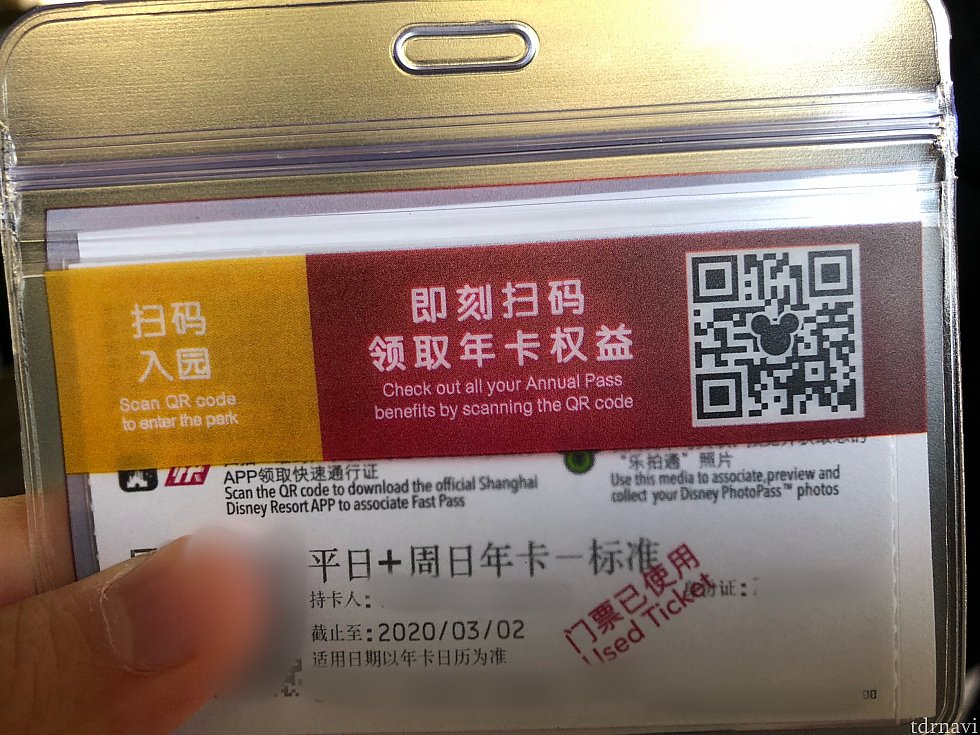 扫码
入园
Scan QR code
to enter the park
即刻扫码
领取年卡权益
Check out all your Annual Pass
benefits by scanning the QR code
APP领取快速通行证
Scan the QR code to download the official Shanghai
Disney Resort APP to associate Fast Pass
“乐拍通”照片
Use this media to associate,preview and
collect your Disney PhotoPass™ photos
平日+周日年卡-标准
持卡人:
份证:
截止至:2020/03/02
适用日期以年卡日历为准
门票已使用
Used Ticket
tdrnavi